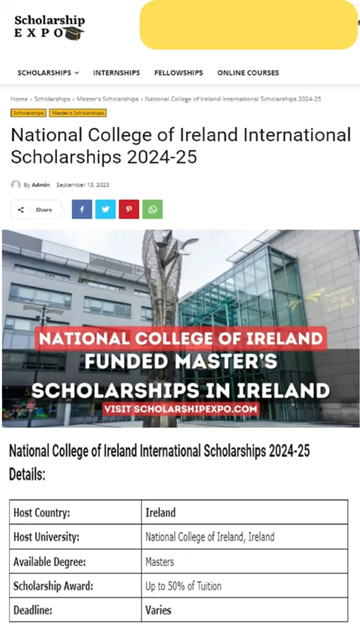 Scholarship
EXPO
SCHOLARSHIPS
INTERNSHIPS
FELLOWSHIPS
ONLINE COURSES
Home › Scholarships › Master's Scholarships › National College of Ireland International Scholarships 2024-25
Scholarships
Master's Scholarships
National College of Ireland International
Scholarships 2024-25
By Admin September 13, 2023
Share
NATIONAL COLLEGE OF IRELAND
FUNDED MASTER'S
SCHOLARSHIPS IN IRELAND
VISIT SCHOLARSHIPEXPO.COM
National College of Ireland International Scholarships 2024-25
Details:
Host Country: Ireland
Host University: National College of Ireland, Ireland
Available Degree: Masters
Scholarship Award: Up to 50% of Tuition
Deadline: Varies